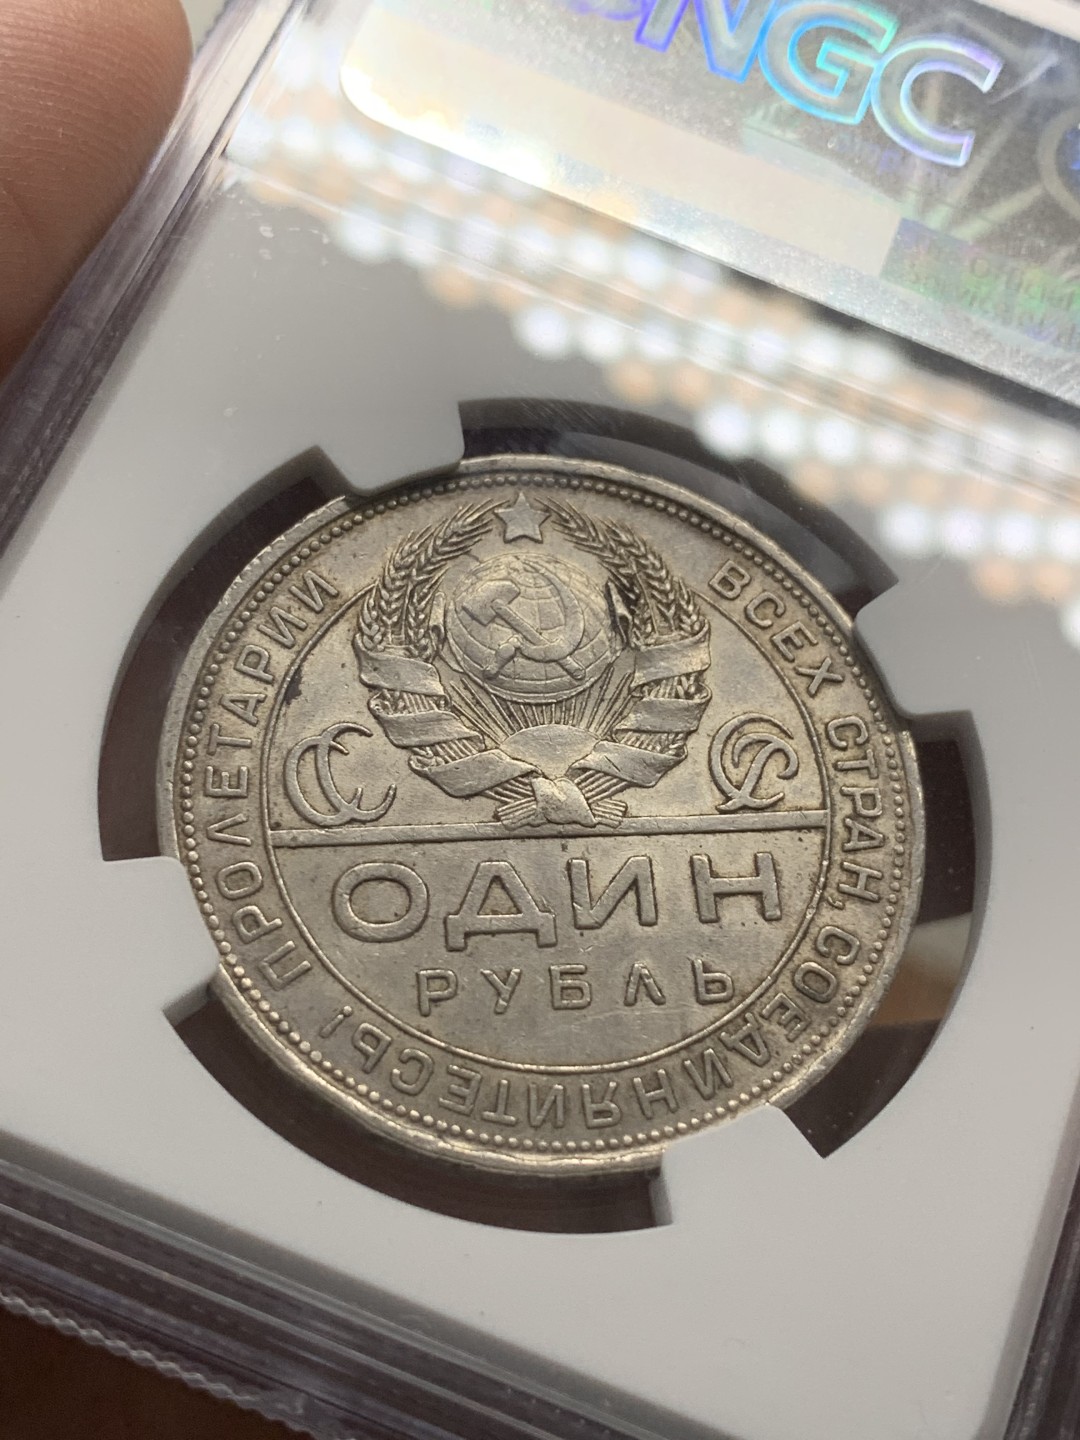 NGC
ПРОЛЕТАРИИ ВСЕХ СТРАН, СОЕДИНЯЙТЕСЬ!
СС СР
ОДИН
РУБЛЬ